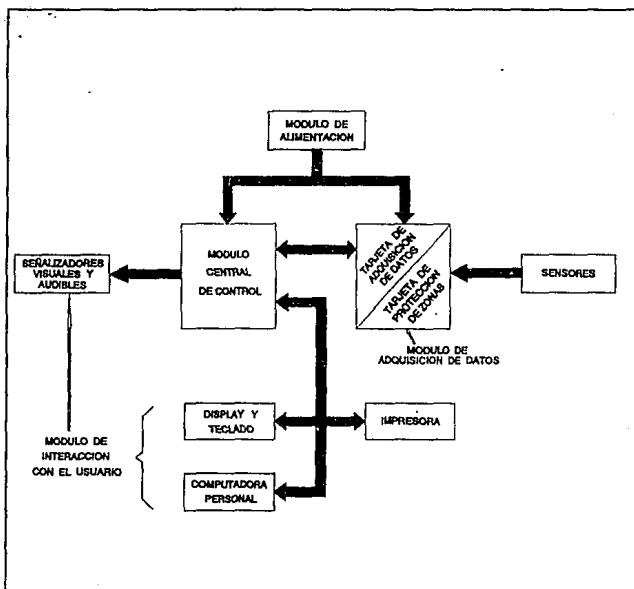 MODULO DE
ALIMENTACION
SEÑALIZADORES
VISUALES Y
AUDIBLES
MODULO
CENTRAL
DE CONTROL
TARJETA DE
ADQUISICION
DE DATOS
TARJETA DE
PROTECCION
DE ZONAS
SENSORES
MODULO DE
ADQUISICION DE DATOS
MODULO DE
INTERACCION
CON EL USUARIO
DISPLAY Y
TECLADO
IMPRESORA
COMPUTADORA
PERSONAL